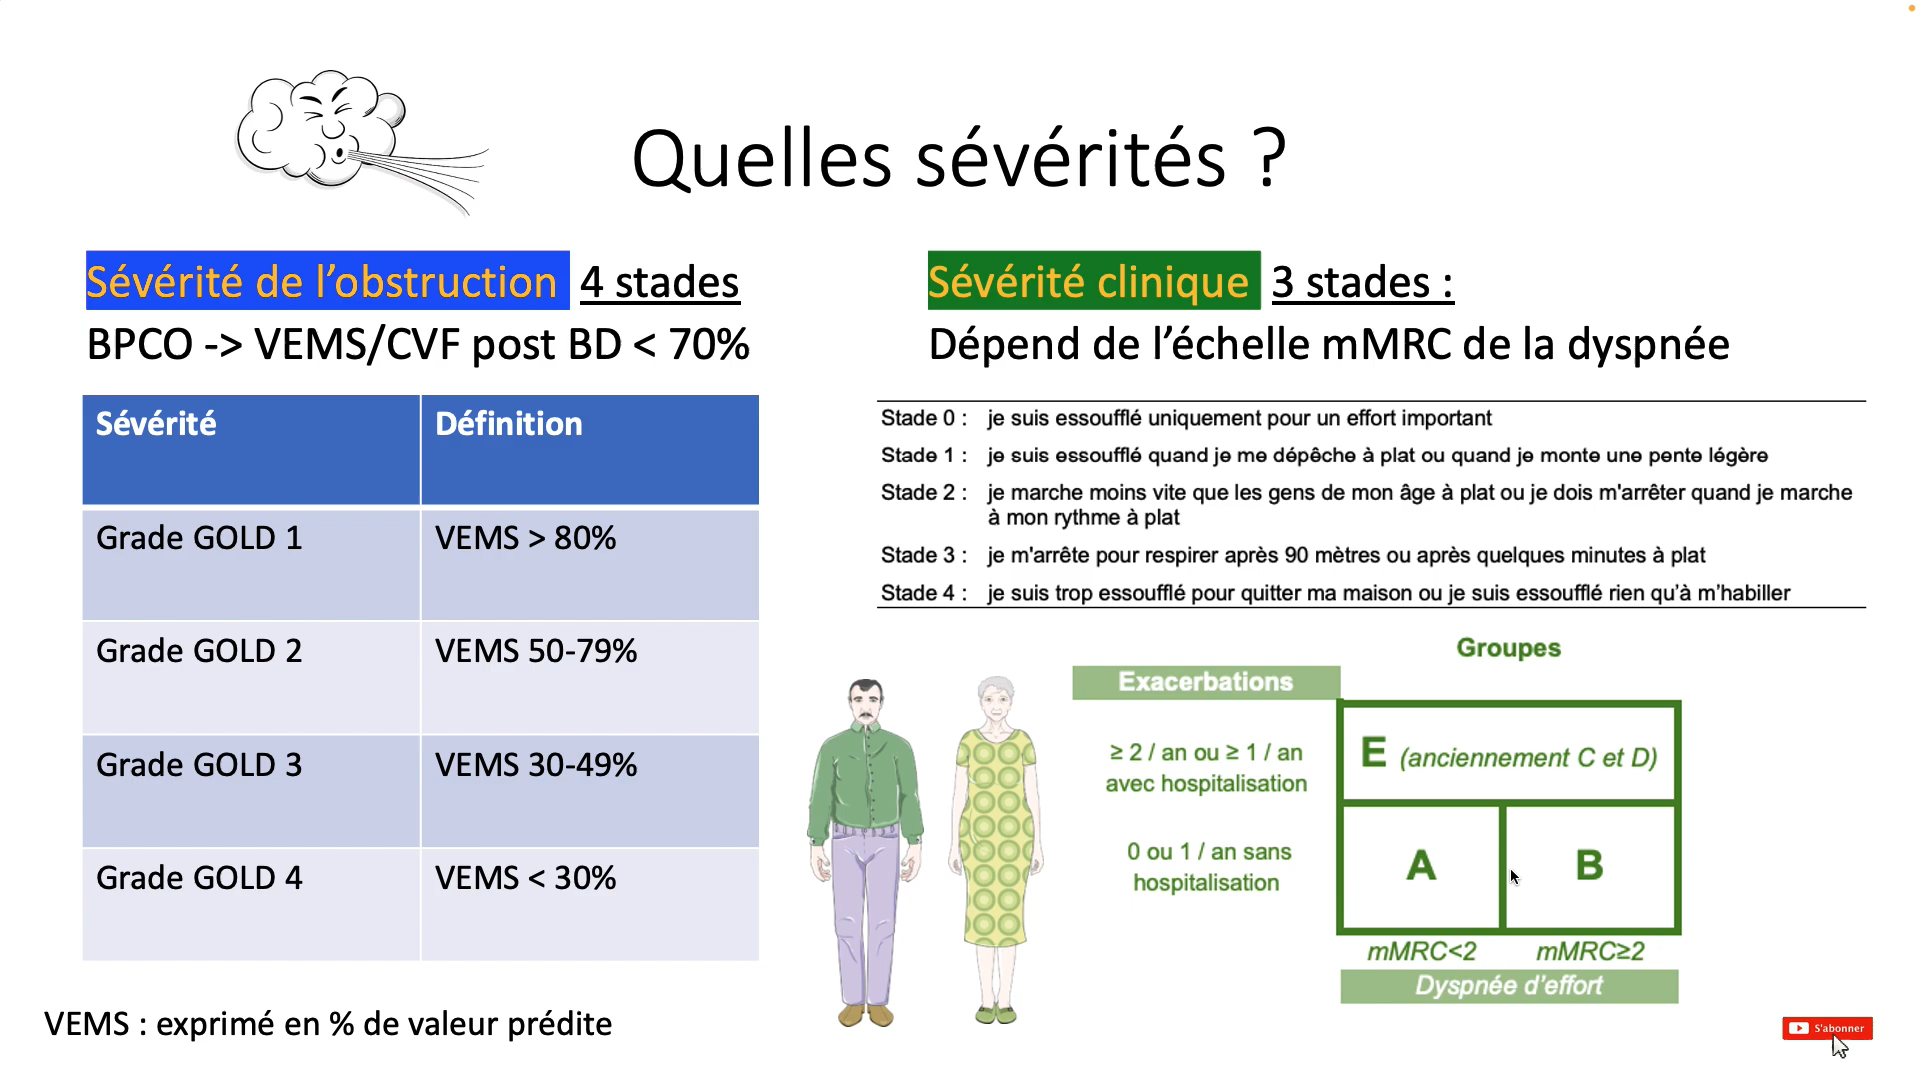 Quelles sévérités ?
Sévérité de l'obstruction 4 stades
BPCO -> VEMS/CVF post BD < 70%
Sévérité Définition
Grade GOLD 1 VEMS > 80%
Grade GOLD 2 VEMS 50-79%
Grade GOLD 3 VEMS 30-49%
Grade GOLD 4 VEMS < 30%
VEMS : exprimé en % de valeur prédite
Sévérité clinique 3 stades :
Dépend de l'échelle mMRC de la dyspnée
Stade 0 : je suis essoufflé uniquement pour un effort important
Stade 1 : je suis essoufflé quand je me dépêche à plat ou quand je monte une pente légère
Stade 2 : je marche moins vite que les gens de mon âge à plat ou je dois m'arrêter quand je marche
à mon rythme à plat
Stade 3 : je m'arrête pour respirer après 90 mètres ou après quelques minutes à plat
Stade 4 : je suis trop essoufflé pour quitter ma maison ou je suis essoufflé rien qu'à m'habiller
Groupes
Exacerbations
≥ 2 / an ou ≥ 1 / an
avec hospitalisation
E (anciennement C et D)
0 ou 1 / an sans
hospitalisation
A B
mMRC<2 mMRC≥2
Dyspnée d'effort
S'abonner